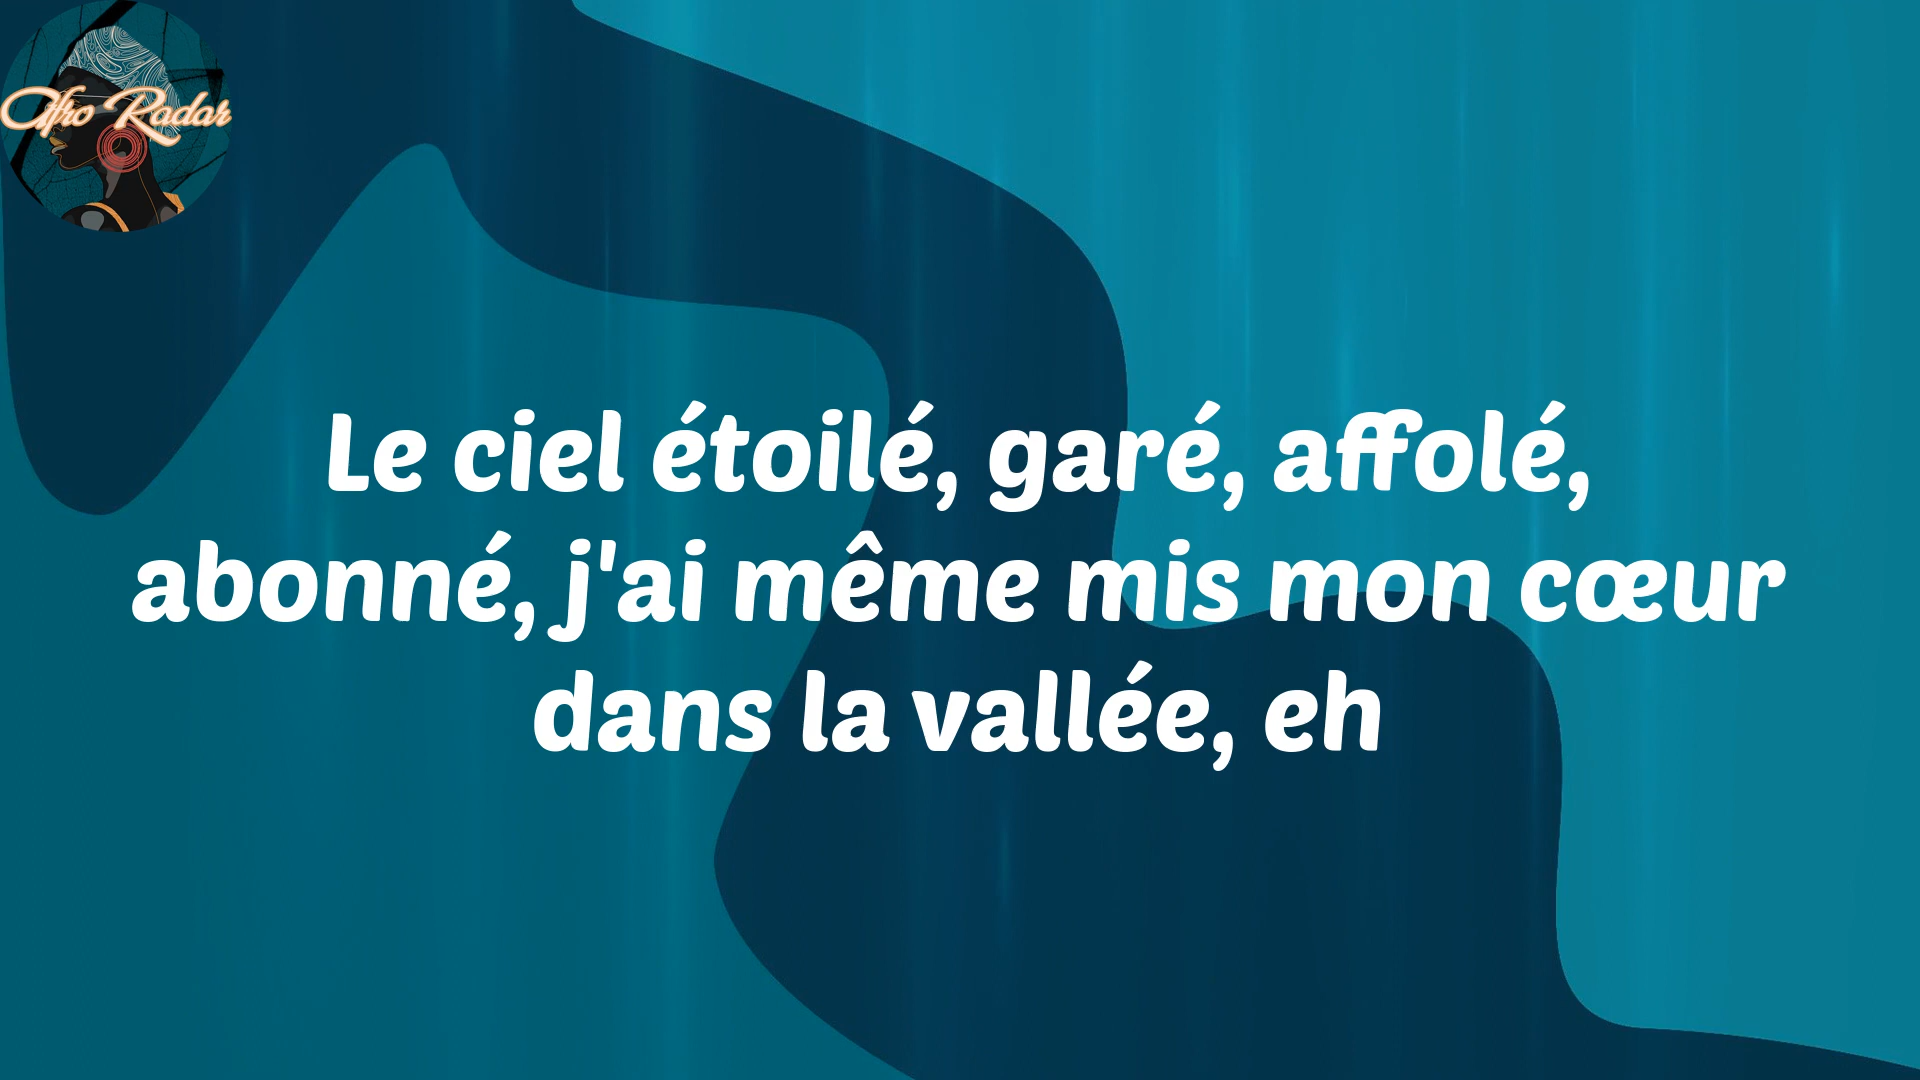 Afro Radar
Le ciel étoilé, garé, affolé,
abonné, j'ai même mis mon cœur
dans la vallée, eh